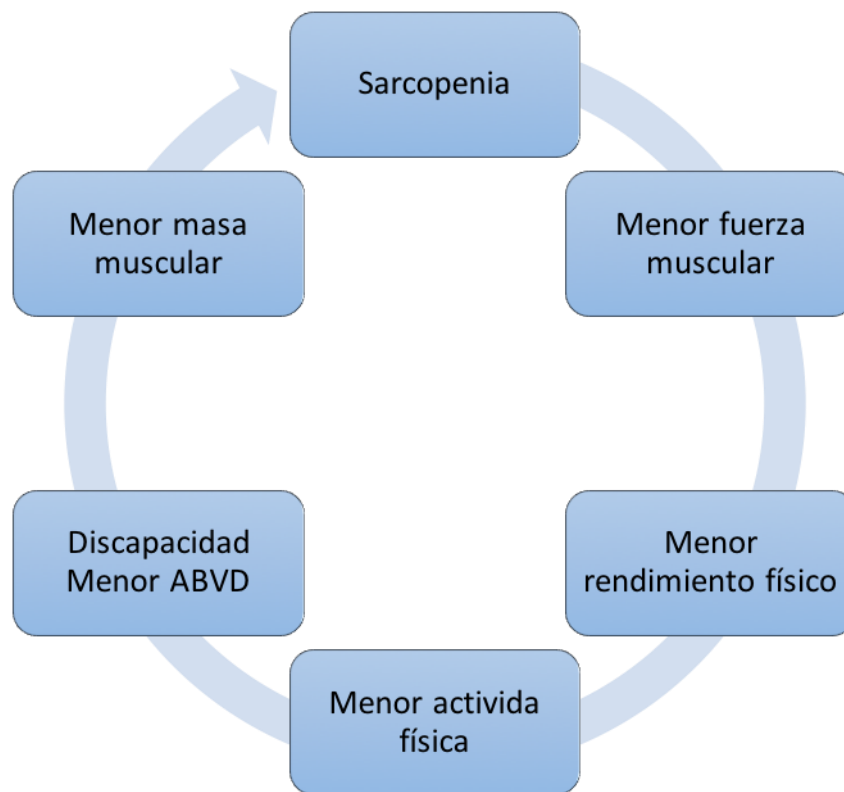 Sarcopenia
Menor fuerza
muscular
Menor
rendimiento físico
Menor activida
física
Discapacidad
Menor ABVD
Menor masa
muscular